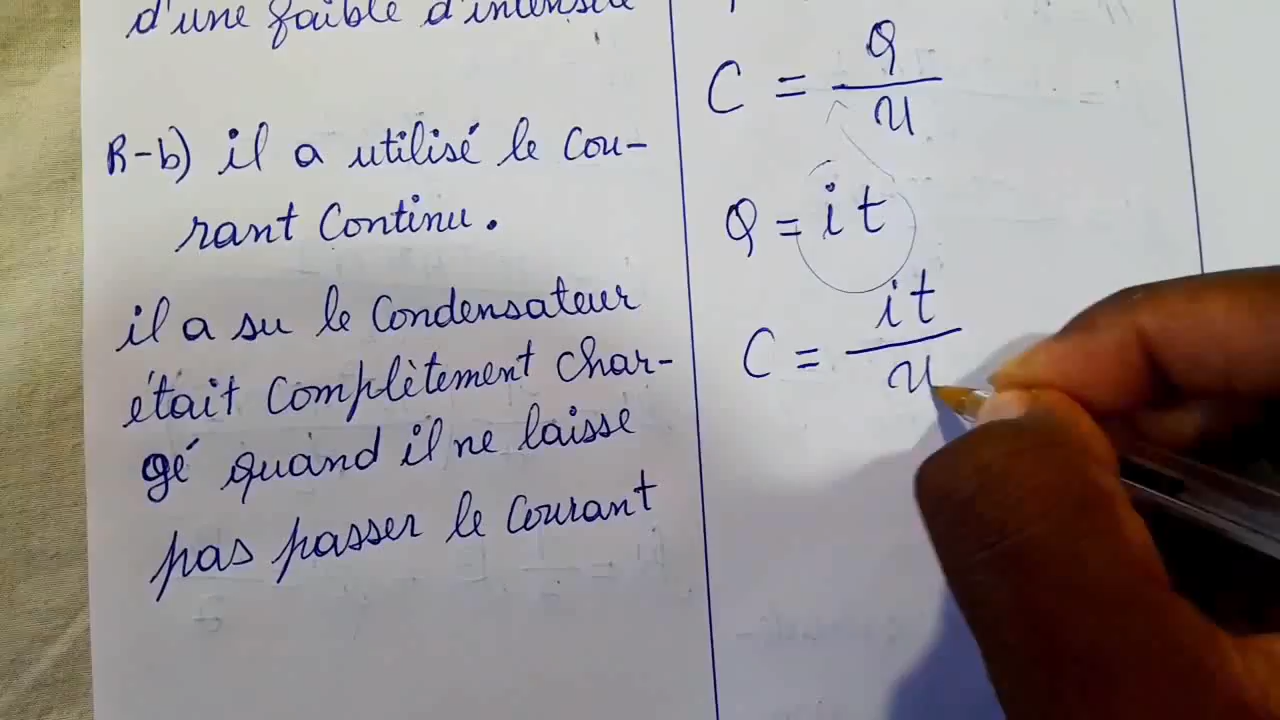 d'une faible d'intensité
R-b) il a utilisé le cou-
rant Continu.
il a su le Condensateur
était Complètement char-
gé quand il ne laisse
pas passer le courant
C = Q
u
Q = it
C = it
u